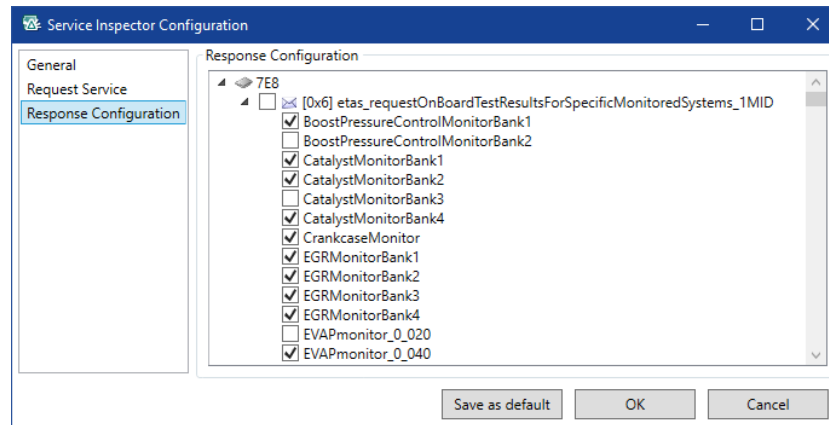 Service Inspector Configuration
General
Request Service
Response Configuration
Response Configuration
7E8
[0x6] etas_requestOnBoardTestResultsForSpecificMonitoredSystems_1MID
BoostPressureControlMonitorBank1
BoostPressureControlMonitorBank2
CatalystMonitorBank1
CatalystMonitorBank2
CatalystMonitorBank3
CatalystMonitorBank4
CrankcaseMonitor
EGRMonitorBank1
EGRMonitorBank2
EGRMonitorBank3
EGRMonitorBank4
EVAPmonitor_0_020
EVAPmonitor_0_040
Save as default
OK
Cancel